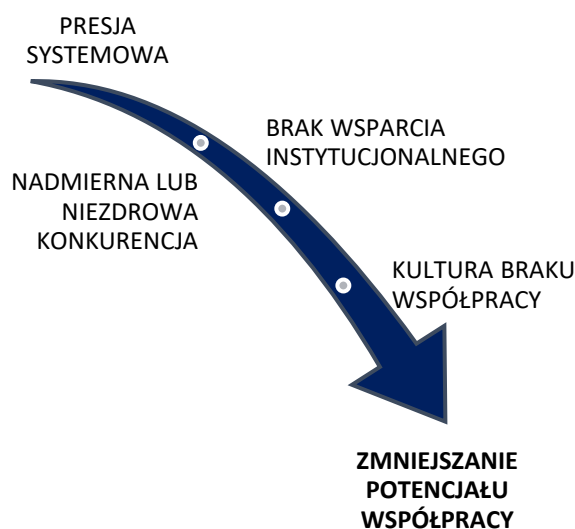 PRESJA
SYSTEMOWA
BRAK WSPARCIA
INSTYTUCJONALNEGO
NADMIERNA LUB
NIEZDROWA
KONKURENCJA
KULTURA BRAKU
WSPÓŁPRACY
ZMNIEJSZANIE
POTENCJAŁU
WSPÓŁPRACY